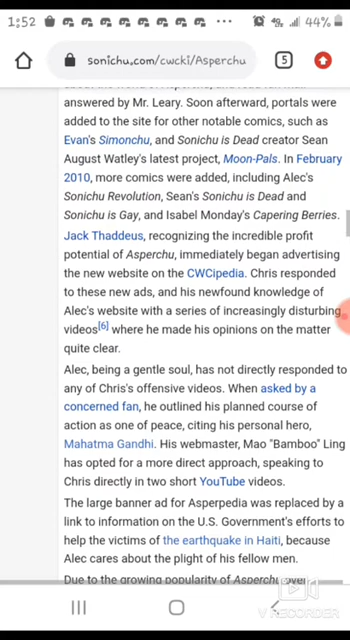 1:52
44%
sonichu.com/cwcki/Asperchu
5
answered by Mr. Leary. Soon afterward, portals were
added to the site for other notable comics, such as
Evan's Simonchu, and Sonichu is Dead creator Sean
August Watley's latest project, Moon-Pals. In February
2010, more comics were added, including Alec's
Sonichu Revolution, Sean's Sonichu is Dead and
Sonichu is Gay, and Isabel Monday's Capering Berries.
Jack Thaddeus, recognizing the incredible profit
potential of Asperchu, immediately began advertising
the new website on the CWCipedia. Chris responded
to these new ads, and his newfound knowledge of
Alec's website with a series of increasingly disturbing
videos[6] where he made his opinions on the matter
quite clear.
Alec, being a gentle soul, has not directly responded to
any of Chris's offensive videos. When asked by a
concerned fan, he outlined his planned course of
action as one of peace, citing his personal hero,
Mahatma Gandhi. His webmaster, Mao "Bamboo" Ling
has opted for a more direct approach, speaking to
Chris directly in two short YouTube videos.
The large banner ad for Asperpedia was replaced by a
link to information on the U.S. Government's efforts to
help the victims of the earthquake in Haiti, because
Alec cares about the plight of his fellow men.
Due to the growing popularity of Asperchu over
V RECORDER